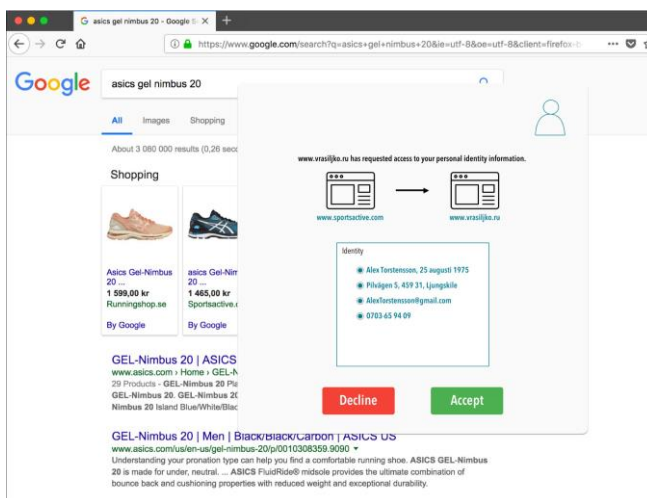 asics gel nimbus 20 - Google S
https://www.google.com/search?q=asics+gel+nimbus+20&ie=utf-8&oe=utf-8&client=firefox-b
Google
asics gel nimbus 20
All Images Shopping
About 3 080 000 results (0,26 seco
Shopping
Asics Gel-Nimbus
20 ...
1 599,00 kr
Runningshop.se
By Google
asics Gel-Nim
20 ...
1 465,00 kr
Sportsactive.c
By Google
GEL-Nimbus 20 | ASICS
www.asics.com › Home › GEL-N
29 Products - GEL-Nimbus 20 Pla
GEL-Nimbus 20. GEL-Nimbus 20
Nimbus 20 Island Blue/White/Blac
GEL-Nimbus 20 | Men | Black/Black/Carbon | ASICS US
www.asics.com/us/en-us/gel-nimbus-20/p/0010308359.9090
Understanding your pronation type can help you find a comfortable running shoe. ASICS GEL-Nimbus
20 is made for under, neutral. ... ASICS FluidRide® midsole provides the ultimate combination of
bounce back and cushioning properties with reduced weight and exceptional durability.
www.vrasiljko.ru has requested access to your personal identity information.
www.sportsactive.com
www.vrasiljko.ru
Identity
Alex Torstensson, 25 augusti 1975
Pilvägen 5, 459 31, Ljungskile
AlexTorstensson@gmail.com
0703 65 94 09
Decline
Accept